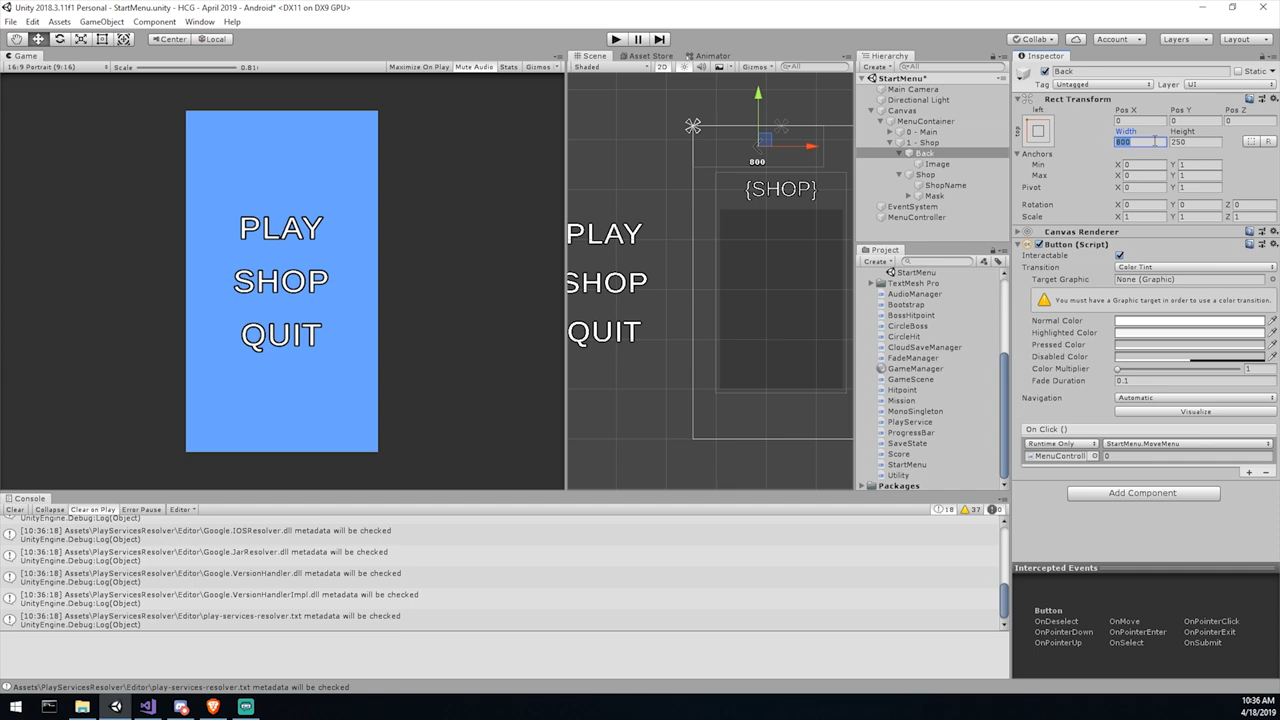 Unity 2018.3.11f1 Personal - StartMenu.unity - HCG - April 2019 - Android* <DX11 on DX9 GPU>
File Edit Assets GameObject Component Window Help
Center Local Collab Account Layers Layout
Game Scene Asset Store Animator Hierarchy Inspector
16:9 Portrait (9:16) Scale 0.81: Maximize On Play Mute Audio Stats Gizmos
Shaded 2D Gizmos All
Create All
StartMenu*
Main Camera
Directional Light
Canvas
MenuContainer
0 - Main
1 - Shop
Back
Image
Shop
ShopName
Mask
EventSystem
MenuController
PLAY
SHOP
QUIT
800
{SHOP}
PLAY
SHOP
QUIT
Project
Create
StartMenu
TextMesh Pro
AudioManager
Bootstrap
BossHitpoint
CircleBoss
CircleHit
CloudSaveManager
FadeManager
GameManager
GameScene
Hitpoint
Mission
MonoSingleton
PlayService
ProgressBar
SaveState
Score
StartMenu
Utility
Packages
Back Static
Tag Untagged Layer UI
Rect Transform
left Pos X Pos Y Pos Z
top 0 0 0
Width Height
800 250 R
Anchors
Min X 0 Y 1
Max X 0 Y 1
Pivot X 0 Y 1
Rotation X 0 Y 0 Z 0
Scale X 1 Y 1 Z 1
Canvas Renderer
Button (Script)
Interactable
Transition Color Tint
Target Graphic None (Graphic)
You must have a Graphic target in order to use a color transition.
Normal Color
Highlighted Color
Pressed Color
Disabled Color
Color Multiplier 1
Fade Duration 0.1
Navigation Automatic
Visualize
On Click ()
Runtime Only StartMenu.MoveMenu
MenuControll 0
Add Component
Intercepted Events
Button
OnDeselect OnMove OnPointerClick
OnPointerDown OnPointerEnter OnPointerExit
OnPointerUp OnSelect OnSubmit
Console
Clear Collapse Clear on Play Error Pause Editor 18 37 0
UnityEngine.Debug:Log(Object)
[10:36:18] Assets\PlayServicesResolver\Editor\Google.IOSResolver.dll metadata will be checked
UnityEngine.Debug:Log(Object)
[10:36:18] Assets\PlayServicesResolver\Editor\Google.JarResolver.dll metadata will be checked
UnityEngine.Debug:Log(Object)
[10:36:18] Assets\PlayServicesResolver\Editor\Google.VersionHandler.dll metadata will be checked
UnityEngine.Debug:Log(Object)
[10:36:18] Assets\PlayServicesResolver\Editor\Google.VersionHandlerImpl.dll metadata will be checked
UnityEngine.Debug:Log(Object)
[10:36:18] Assets\PlayServicesResolver\Editor\play-services-resolver.txt metadata will be checked
UnityEngine.Debug:Log(Object)
Assets\PlayServicesResolver\Editor\play-services-resolver.txt metadata will be checked
10:36 AM
4/18/2019